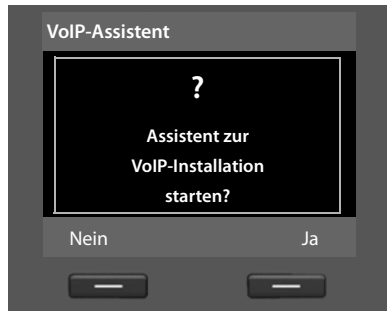 VoIP-Assistent
?
Assistent zur
VoIP-Installation
starten?
Nein Ja